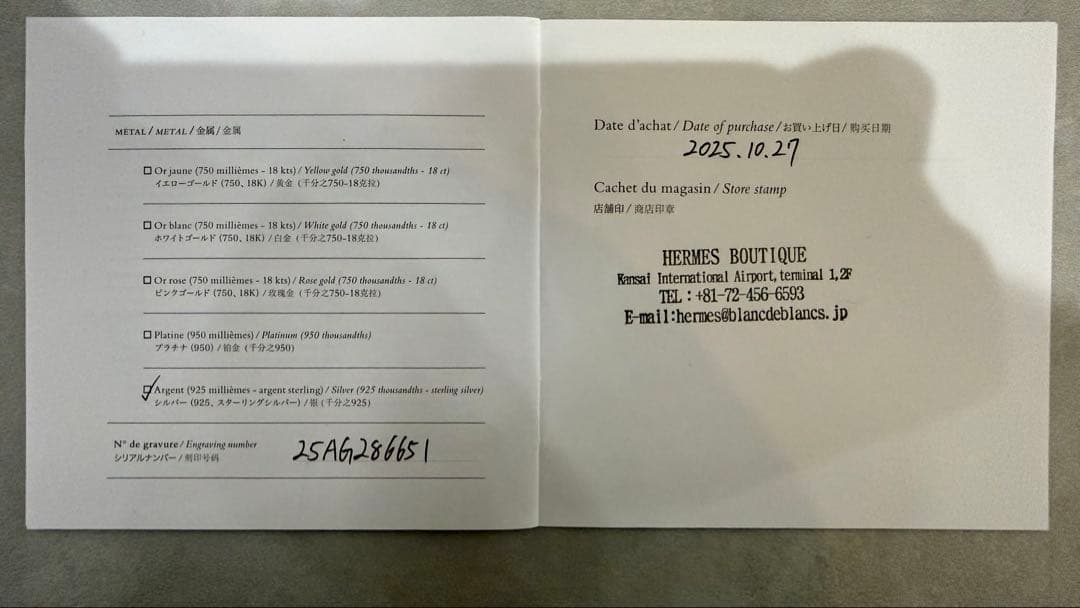 METAL / METAL / 金属 / 金属
Or jaune (750 millièmes - 18 kts) / Yellow gold (750 thousandths - 18 ct)
イエローゴールド (750、18K) / 黄金 (千分之750-18克拉)
Or blanc (750 millièmes - 18 kts) / White gold (750 thousandths - 18 ct)
ホワイトゴールド (750、18K) / 白金 (千分之750-18克拉)
Or rose (750 millièmes - 18 kts) / Rose gold (750 thousandths - 18 ct)
ピンクゴールド (750、18K) / 玫瑰金 (千分之750-18克拉)
Platine (950 millièmes) / Platinum (950 thousandths)
プラチナ (950) / 铂金 (千分之950)
Argent (925 millièmes - argent sterling) / Silver (925 thousandths - sterling silver)
シルバー (925、スターリングシルバー) / 银 (千分之925)
N° de gravure / Engraving number
シリアルナンバー / 刻印号码
25AG286651
Date d'achat / Date of purchase / お買い上げ日 / 购买日期
2025.10.27
Cachet du magasin / Store stamp
店舗印 / 商店印章
HERMES BOUTIQUE
Kansai International Airport, terminal 1,2F
TEL : +81-72-456-6593
E-mail:hermes@blancdeblancs.jp